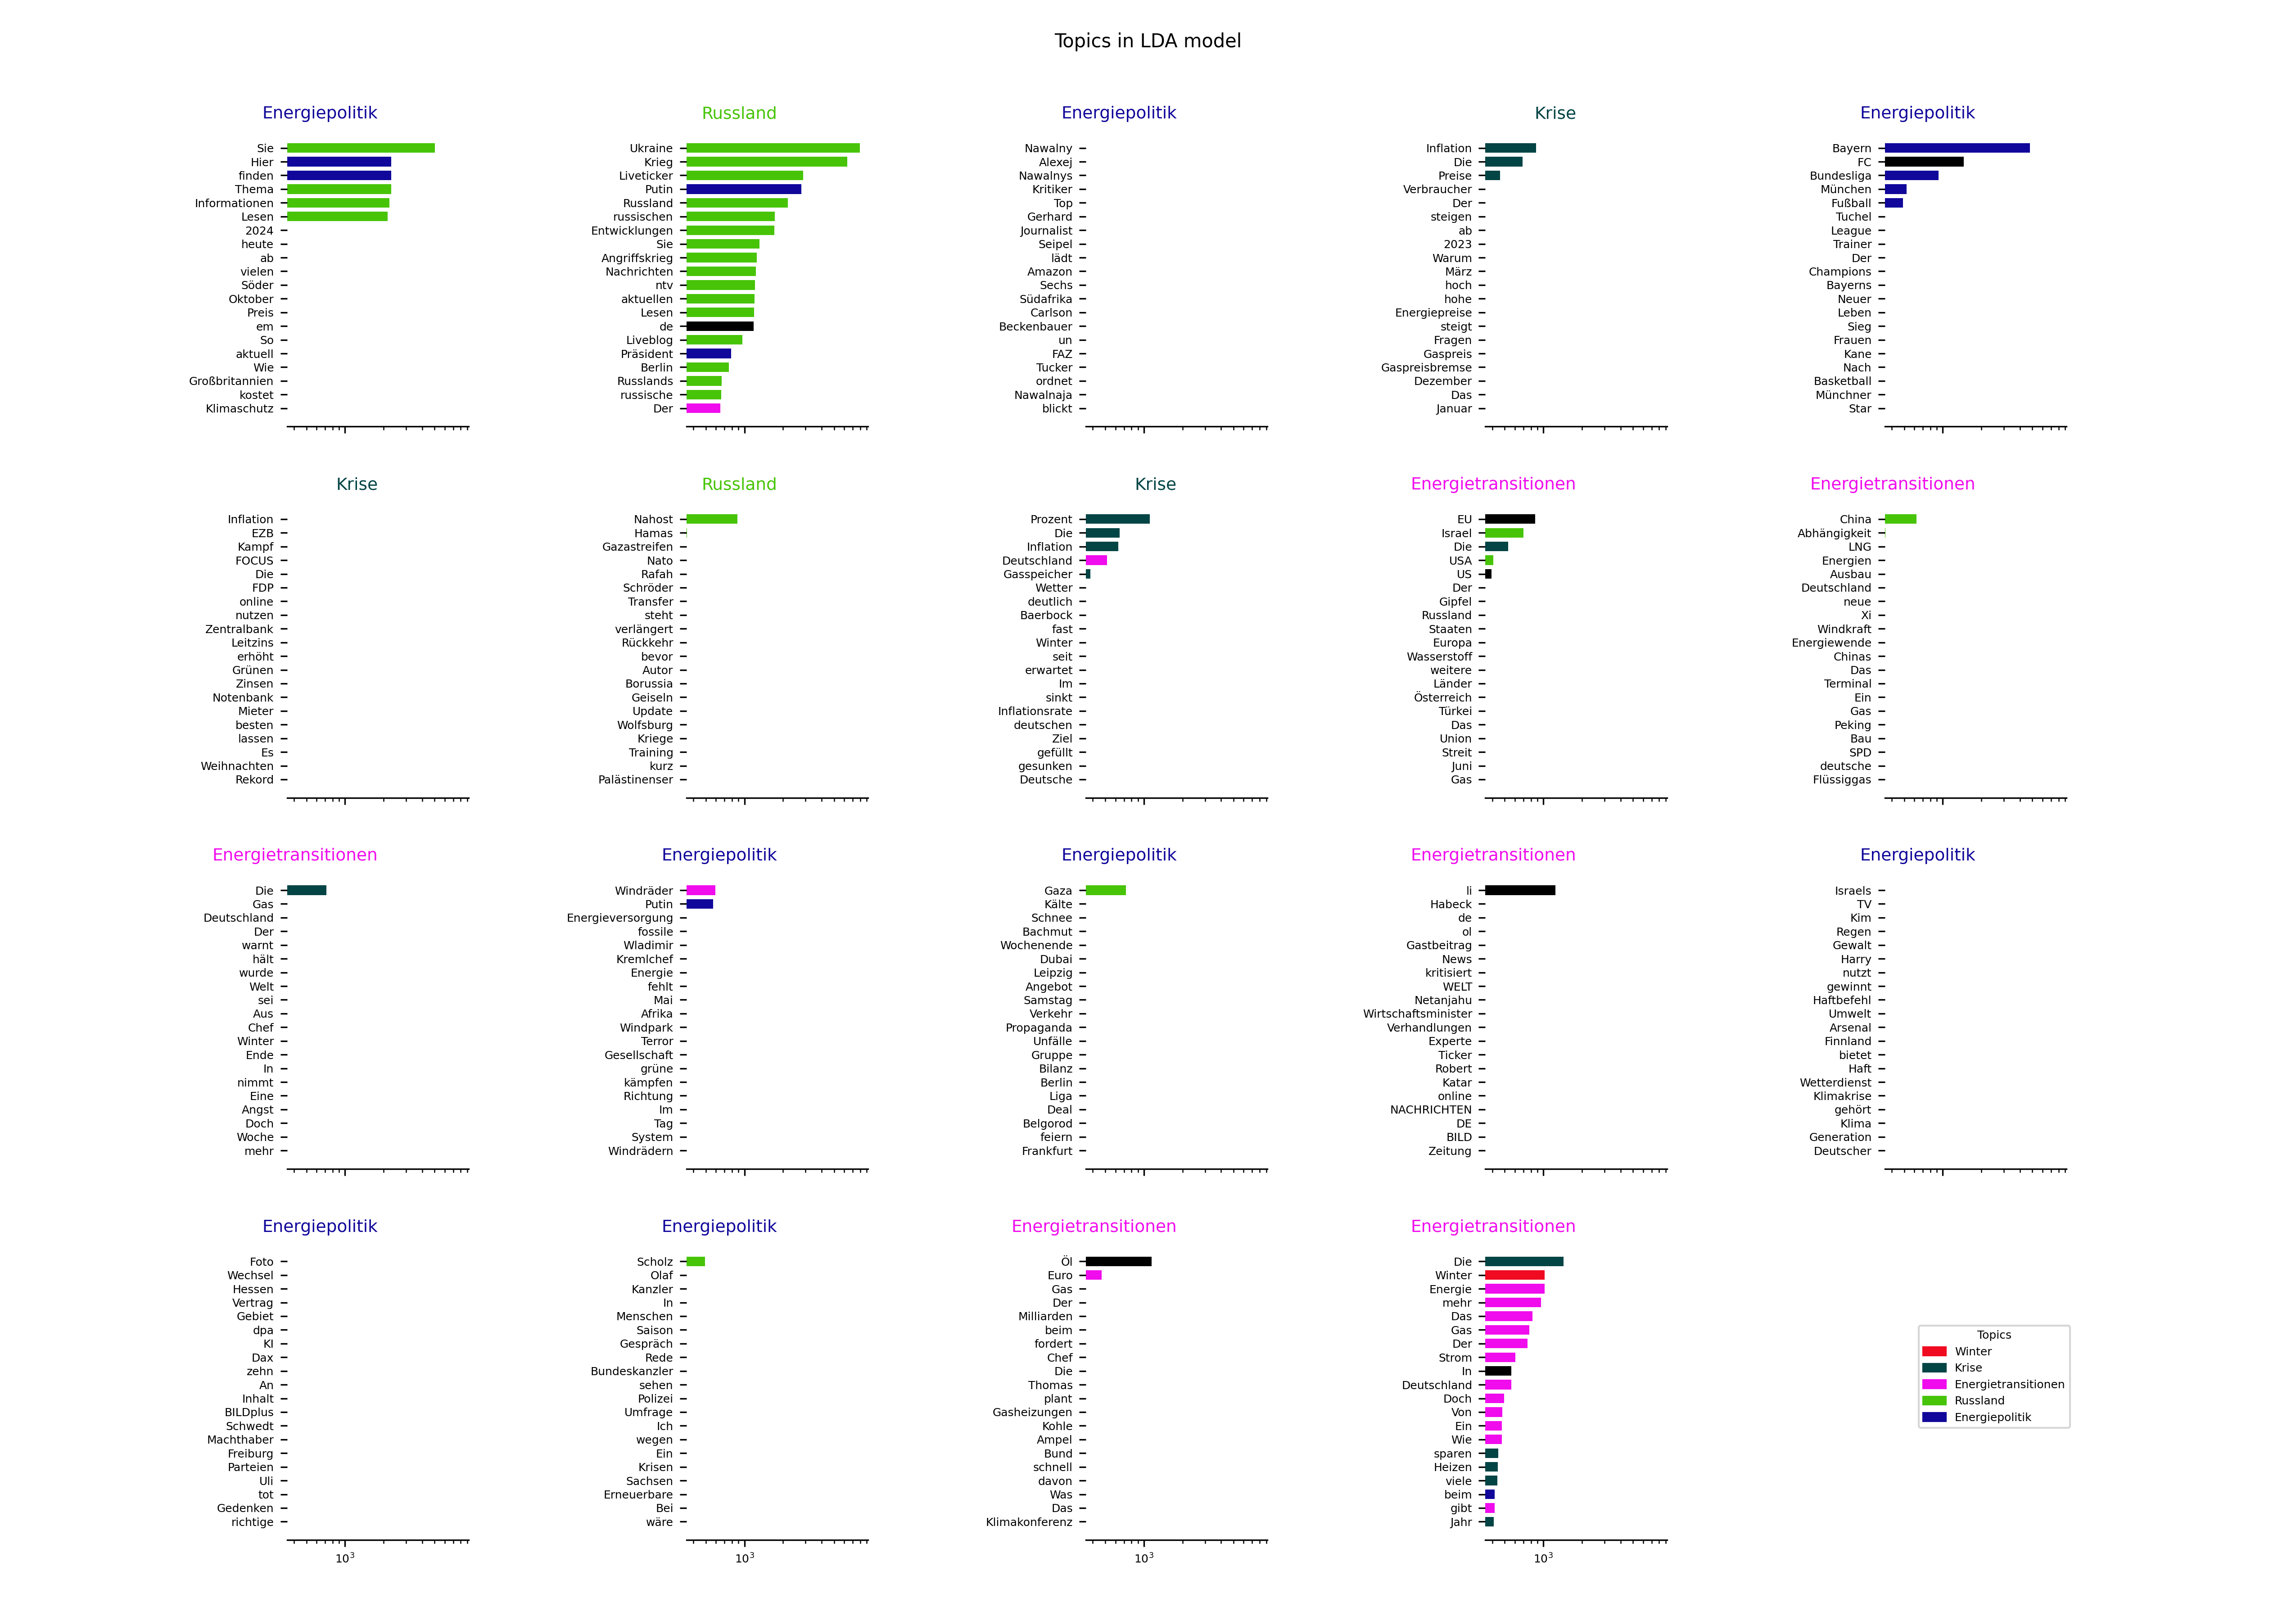 Topics in LDA model
Energiepolitik
Sie
Hier
finden
Thema
Informationen
Lesen
2024
heute
ab
vielen
Söder
Oktober
Preis
em
So
aktuell
Wie
Großbritannien
kostet
Klimaschutz
Russland
Ukraine
Krieg
Liveticker
Putin
Russland
russischen
Entwicklungen
Sie
Angriffskrieg
Nachrichten
ntv
aktuellen
Lesen
de
Liveblog
Präsident
Berlin
Russlands
russische
Der
Energiepolitik
Nawalny
Alexej
Nawalnys
Kritiker
Top
Gerhard
Journalist
Seipel
lädt
Amazon
Sechs
Südafrika
Carlson
Beckenbauer
un
FAZ
Tucker
ordnet
Nawalnaja
blickt
Krise
Inflation
Die
Preise
Verbraucher
Der
steigen
ab
2023
Warum
März
hoch
hohe
Energiepreise
steigt
Fragen
Gaspreis
Gaspreisbremse
Dezember
Das
Januar
Energiepolitik
Bayern
FC
Bundesliga
München
Fußball
Tuchel
League
Trainer
Der
Champions
Bayerns
Neuer
Leben
Sieg
Frauen
Kane
Nach
Basketball
Münchner
Star
Krise
Inflation
EZB
Kampf
FOCUS
Die
FDP
online
nutzen
Zentralbank
Leitzins
erhöht
Grünen
Zinsen
Notenbank
Mieter
besten
lassen
Es
Weihnachten
Rekord
Russland
Nahost
Hamas
Gazastreifen
Nato
Rafah
Schröder
Transfer
steht
verlängert
Rückkehr
bevor
Autor
Borussia
Geiseln
Update
Wolfsburg
Kriege
Training
kurz
Palästinenser
Krise
Prozent
Die
Inflation
Deutschland
Gasspeicher
Wetter
deutlich
Baerbock
fast
Winter
seit
erwartet
Im
sinkt
Inflationsrate
deutschen
Ziel
gefüllt
gesunken
Deutsche
Energietransitionen
EU
Israel
Die
USA
US
Der
Gipfel
Russland
Staaten
Europa
Wasserstoff
weitere
Länder
Österreich
Türkei
Das
Union
Streit
Juni
Gas
Energietransitionen
China
Abhängigkeit
LNG
Energien
Ausbau
Deutschland
neue
Xi
Windkraft
Energiewende
Chinas
Das
Terminal
Ein
Gas
Peking
Bau
SPD
deutsche
Flüssiggas
Energietransitionen
Die
Gas
Deutschland
Der
warnt
hält
wurde
Welt
sei
Aus
Chef
Winter
Ende
In
nimmt
Eine
Angst
Doch
Woche
mehr
Energiepolitik
Windräder
Putin
Energieversorgung
fossile
Wladimir
Kremlchef
Energie
fehlt
Mai
Afrika
Windpark
Terror
Gesellschaft
grüne
kämpfen
Richtung
Im
Tag
System
Windrädern
Energiepolitik
Gaza
Kälte
Schnee
Bachmut
Wochenende
Dubai
Leipzig
Angebot
Samstag
Verkehr
Propaganda
Unfälle
Gruppe
Bilanz
Berlin
Liga
Deal
Belgorod
feiern
Frankfurt
Energietransitionen
li
Habeck
de
ol
Gastbeitrag
News
kritisiert
WELT
Netanjahu
Wirtschaftsminister
Verhandlungen
Experte
Ticker
Robert
Katar
online
NACHRICHTEN
DE
BILD
Zeitung
Energiepolitik
Israels
TV
Kim
Regen
Gewalt
Harry
nutzt
gewinnt
Haftbefehl
Umwelt
Arsenal
Finnland
bietet
Haft
Wetterdienst
Klimakrise
gehört
Klima
Generation
Deutscher
Energiepolitik
Foto
Wechsel
Hessen
Vertrag
Gebiet
dpa
KI
Dax
zehn
An
Inhalt
BILDplus
Schwedt
Machthaber
Freiburg
Parteien
Uli
tot
Gedenken
richtige
10³
Energiepolitik
Scholz
Olaf
Kanzler
In
Menschen
Saison
Gespräch
Rede
Bundeskanzler
sehen
Polizei
Umfrage
Ich
wegen
Ein
Krisen
Sachsen
Erneuerbare
Bei
wäre
10³
Energietransitionen
Öl
Euro
Gas
Der
Milliarden
beim
fordert
Chef
Die
Thomas
plant
Gasheizungen
Kohle
Ampel
Bund
schnell
davon
Was
Das
Klimakonferenz
10³
Energietransitionen
Die
Winter
Energie
mehr
Das
Gas
Der
Strom
In
Deutschland
Doch
Von
Ein
Wie
sparen
Heizen
viele
beim
gibt
Jahr
10³
Topics
Winter
Krise
Energietransitionen
Russland
Energiepolitik